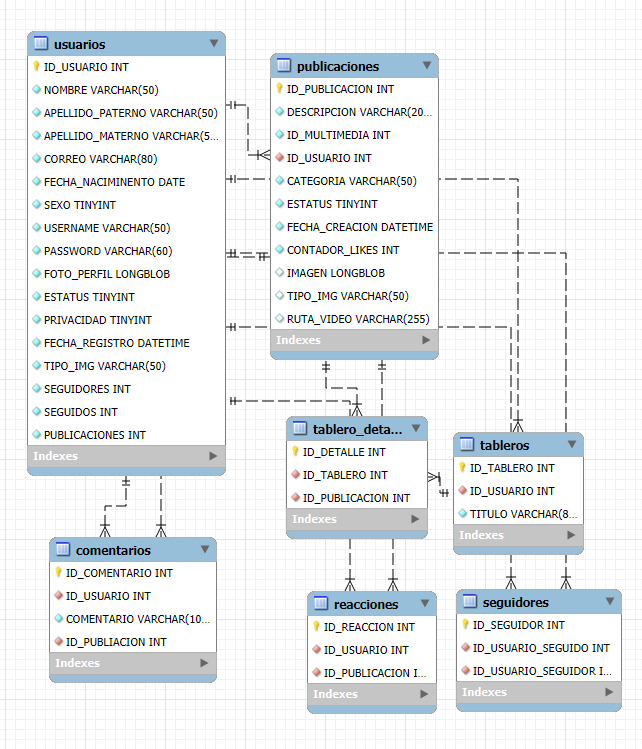 usuarios
ID_USUARIO INT
NOMBRE VARCHAR(50)
APELLIDO_PATERNO VARCHAR(50)
APELLIDO_MATERNO VARCHAR(5...
CORREO VARCHAR(80)
FECHA_NACIMINENTO DATE
SEXO TINYINT
USERNAME VARCHAR(50)
PASSWORD VARCHAR(60)
FOTO_PERFIL LONGBLOB
ESTATUS TINYINT
PRIVACIDAD TINYINT
FECHA_REGISTRO DATETIME
TIPO_IMG VARCHAR(50)
SEGUIDORES INT
SEGUIDOS INT
PUBLICACIONES INT
Indexes
publicaciones
ID_PUBLICACION INT
DESCRIPCION VARCHAR(20...
ID_MULTIMEDIA INT
ID_USUARIO INT
CATEGORIA VARCHAR(50)
ESTATUS TINYINT
FECHA_CREACION DATETIME
CONTADOR_LIKES INT
IMAGEN LONGBLOB
TIPO_IMG VARCHAR(50)
RUTA_VIDEO VARCHAR(255)
Indexes
tablero_deta...
ID_DETALLE INT
ID_TABLERO INT
ID_PUBLICACION INT
Indexes
tableros
ID_TABLERO INT
ID_USUARIO INT
TITULO VARCHAR(8...
Indexes
comentarios
ID_COMENTARIO INT
ID_USUARIO INT
COMENTARIO VARCHAR(10...
ID_PUBLIACION INT
Indexes
reacciones
ID_REACCION INT
ID_USUARIO INT
ID_PUBLICACION I...
Indexes
seguidores
ID_SEGUIDOR INT
ID_USUARIO_SEGUIDO INT
ID_USUARIO_SEGUIDOR I...
Indexes